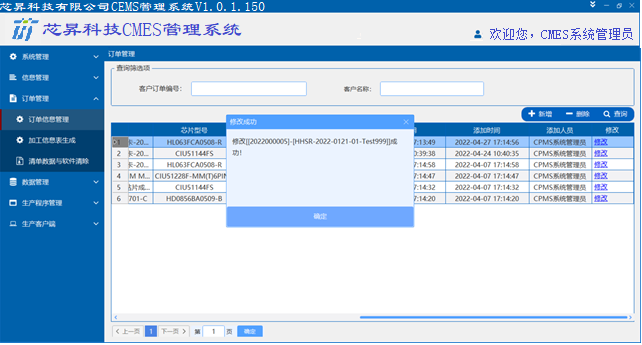 芯昇科技有限公司CEMS管理系统V1.0.1.150
芯昇科技CMES管理系统
欢迎您，CMES系统管理员
系统管理
信息管理
订单管理
订单信息管理
加工信息表生成
清单数据与软件清除
数据管理
生产程序管理
生产客户端
订单管理
查询筛选项
客户订单编号：
客户名称：
新增 删除 查询
芯片型号 添加时间 添加人员 修改
1 卡-20... HL063FCA0508-R 7:13:49 2022-04-27 17:14:56 CPMS系统管理员 修改
2 卡-20... CIU51144FS 0:39:38 2022-04-24 10:40:35 CPMS系统管理员 修改
3 卡-20... HL063FCA0508-R 7:14:58 2022-04-07 17:14:58 CPMS系统管理员 修改
4 M M... CIU5122BF-MM(T)6PIN 7:14:47 2022-04-07 17:14:47 CPMS系统管理员 修改
5 芯片成... CIU51144FS 7:14:32 2022-04-07 17:14:32 CPMS系统管理员 修改
6 701-C HD0856BA0509-B 7:14:20 2022-04-07 17:14:20 CPMS系统管理员 修改
修改成功
修改[[2022000005]-[HHSR-2022-0121-01-Test999]]成
功!
确定
上一页 1 下一页 第 1 页 确定